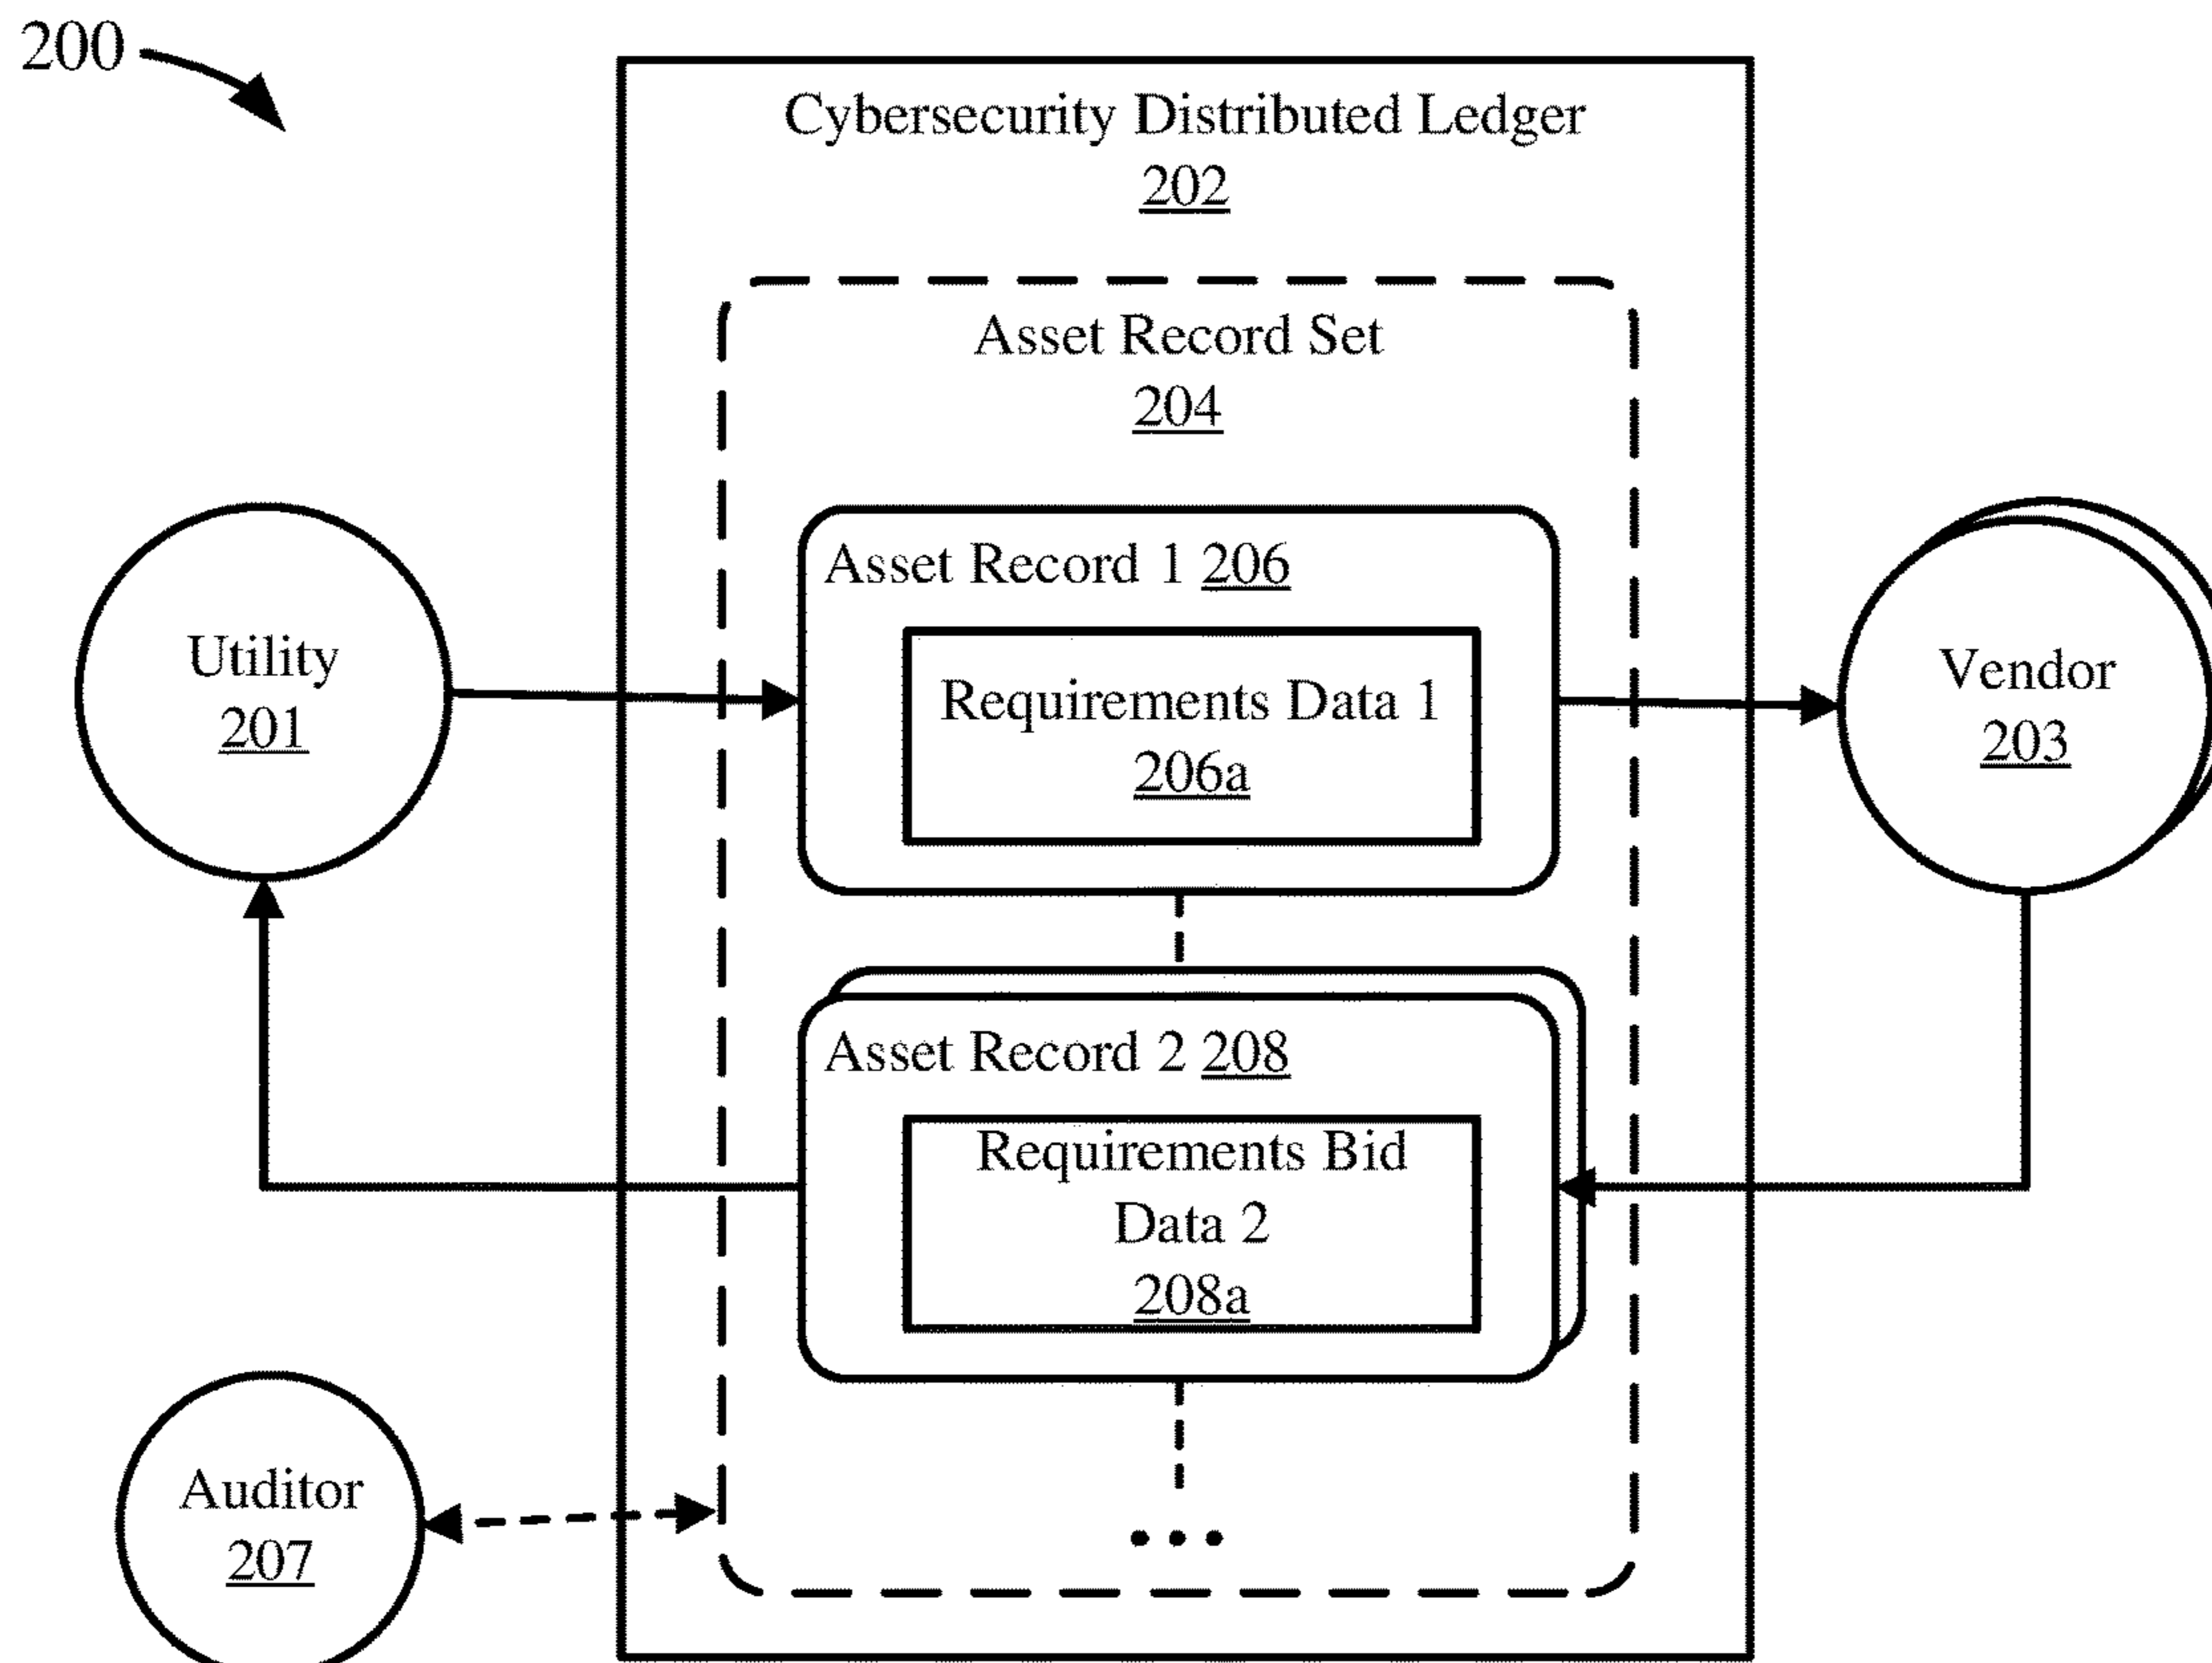 200
Cybersecurity Distributed Ledger
202
Asset Record Set
204
Asset Record 1 206
Requirements Data 1
206a
Utility
201
Vendor
203
Asset Record 2 208
Requirements Bid
Data 2
208a
Auditor
207